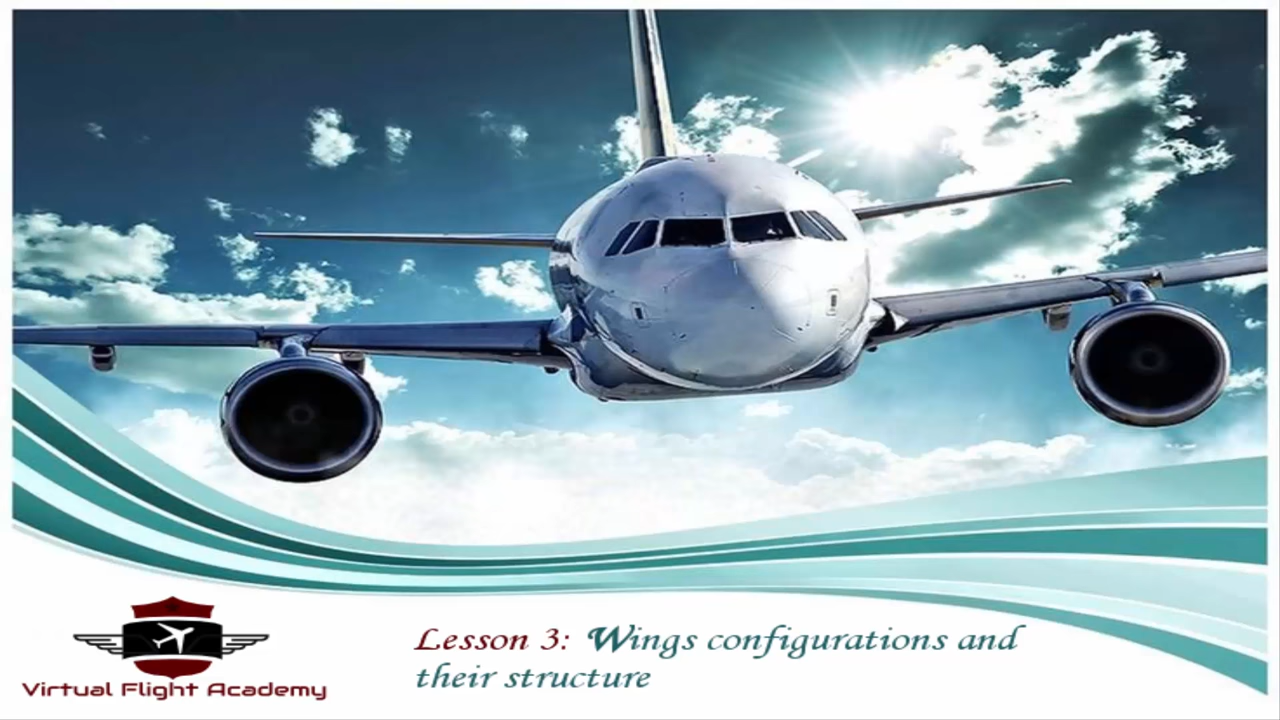 Lesson 3: Wings configurations and
their structure
Virtual Flight Academy